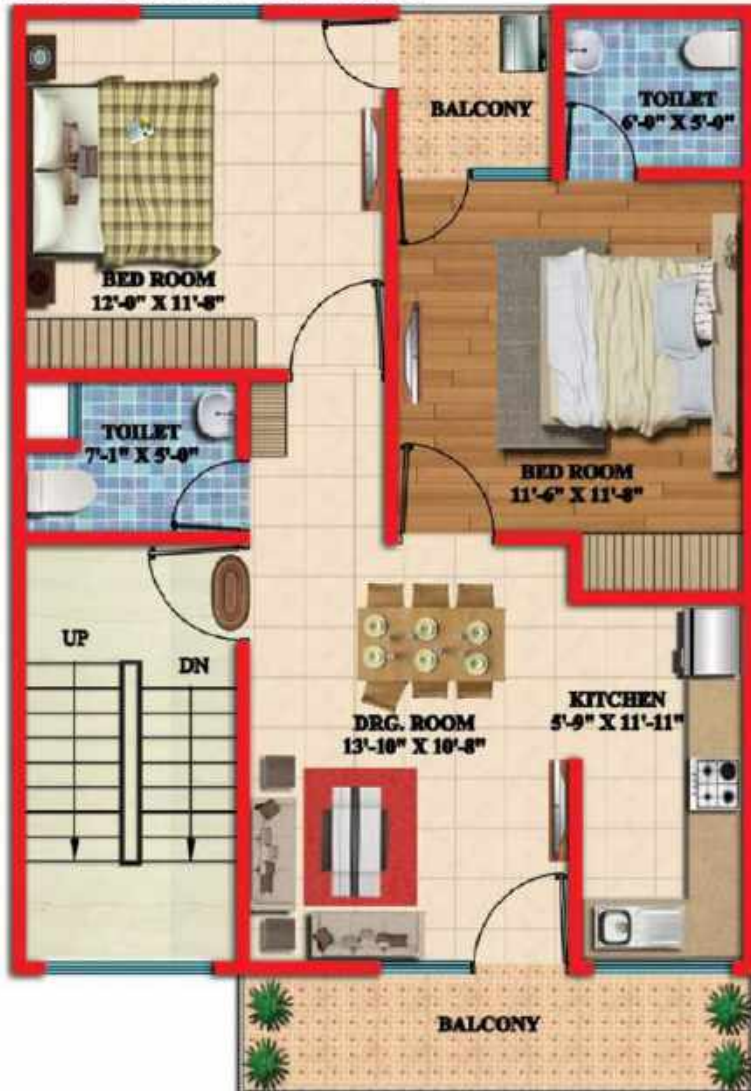 BALCONY
TOILET
6'-0" X 5'-0"
BED ROOM
12'-0" X 11'-8"
TOILET
7'-1" X 5'-0"
BED ROOM
11'-6" X 11'-8"
UP
DN
DRG. ROOM
13'-10" X 10'-8"
KITCHEN
5'-9" X 11'-11"
BALCONY